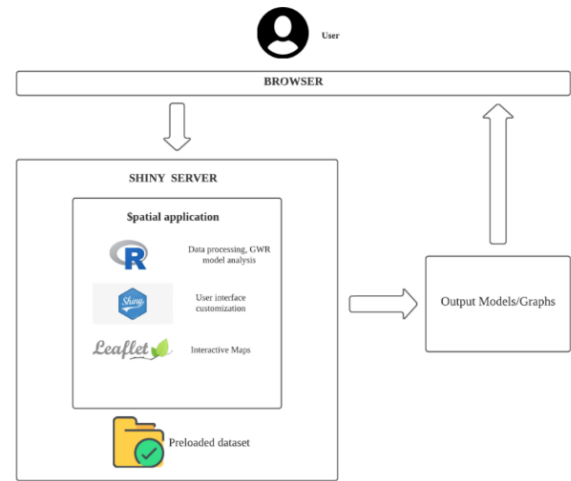 User
BROWSER
SHINY SERVER
Spatial application
R
Data processing, GWR
model analysis
Shiny
User interface
customization
Leaflet
Interactive Maps
Preloaded dataset
Output Models/Graphs